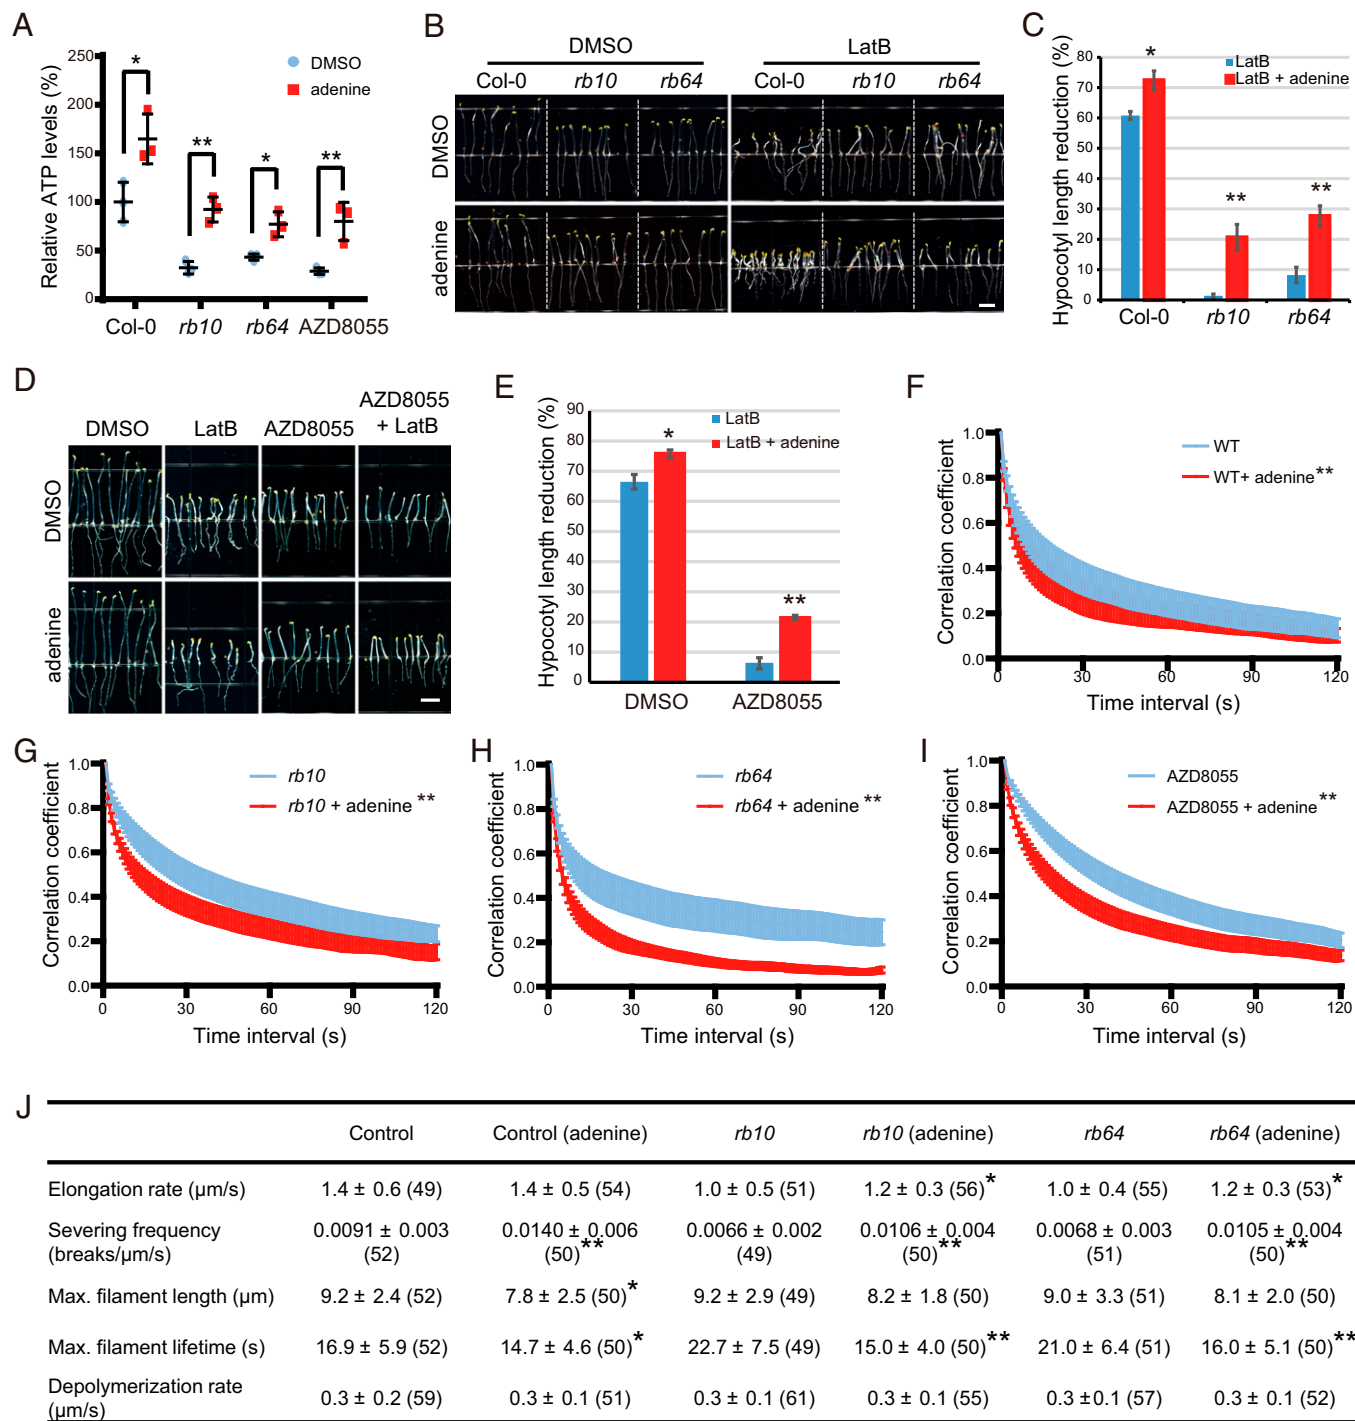 A
Relative ATP levels (%)
250
200
150
100
50
0
DMSO
adenine
*
**
*
**
Col-0 rb10 rb64 AZD8055
B
DMSO LatB
Col-0 rb10 rb64 Col-0 rb10 rb64
DMSO
adenine
C
Hypocotyl length reduction (%)
80
70
60
50
40
30
20
10
0
LatB
LatB + adenine
*
**
**
Col-0 rb10 rb64
D
DMSO LatB AZD8055 AZD8055 + LatB
DMSO
adenine
E
Hypocotyl length reduction (%)
90
80
70
60
50
40
30
20
10
0
LatB
LatB + adenine
*
**
DMSO AZD8055
F
Correlation coefficient
1.0
0.8
0.6
0.4
0.2
0.0
WT
WT+ adenine**
0 30 60 90 120
Time interval (s)
G
Correlation coefficient
1.0
0.8
0.6
0.4
0.2
0.0
rb10
rb10 + adenine **
0 30 60 90 120
Time interval (s)
H
Correlation coefficient
1.0
0.8
0.6
0.4
0.2
0.0
rb64
rb64 + adenine **
0 30 60 90 120
Time interval (s)
I
Correlation coefficient
1.0
0.8
0.6
0.4
0.2
0.0
AZD8055
AZD8055 + adenine **
0 30 60 90 120
Time interval (s)
J
Control Control (adenine) rb10 rb10 (adenine) rb64 rb64 (adenine)
Elongation rate (µm/s) 1.4 ± 0.6 (49) 1.4 ± 0.5 (54) 1.0 ± 0.5 (51) 1.2 ± 0.3 (56)* 1.0 ± 0.4 (55) 1.2 ± 0.3 (53)*
Severing frequency 0.0091 ± 0.003 0.0140 ± 0.006 0.0066 ± 0.002 0.0106 ± 0.004 0.0068 ± 0.003 0.0105 ± 0.004
(breaks/µm/s) (52) (50)** (49) (50)** (51) (50)**
Max. filament length (µm) 9.2 ± 2.4 (52) 7.8 ± 2.5 (50)* 9.2 ± 2.9 (49) 8.2 ± 1.8 (50) 9.0 ± 3.3 (51) 8.1 ± 2.0 (50)
Max. filament lifetime (s) 16.9 ± 5.9 (52) 14.7 ± 4.6 (50)* 22.7 ± 7.5 (49) 15.0 ± 4.0 (50)** 21.0 ± 6.4 (51) 16.0 ± 5.1 (50)**
Depolymerization rate
(µm/s) 0.3 ± 0.2 (59) 0.3 ± 0.1 (51) 0.3 ± 0.1 (61) 0.3 ± 0.1 (55) 0.3 ±0.1 (57) 0.3 ± 0.1 (52)